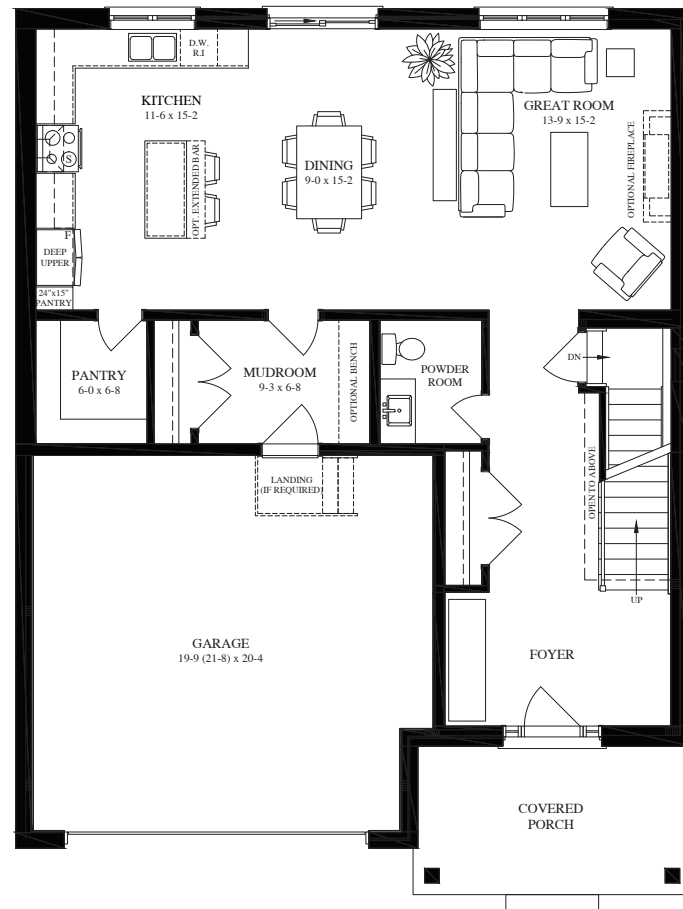 D.W.
R.I
KITCHEN
11-6 x 15-2
GREAT ROOM
13-9 x 15-2
S
DINING
9-0 x 15-2
OPT. EXTENDED BAR
OPTIONAL FIREPLACE
F
DEEP
UPPER
24"x15"
PANTRY
PANTRY
6-0 x 6-8
MUDROOM
9-3 x 6-8
OPTIONAL BENCH
POWDER
ROOM
DN
LANDING
(IF REQUIRED)
OPEN TO ABOVE
UP
GARAGE
19-9 (21-8) x 20-4
FOYER
COVERED
PORCH